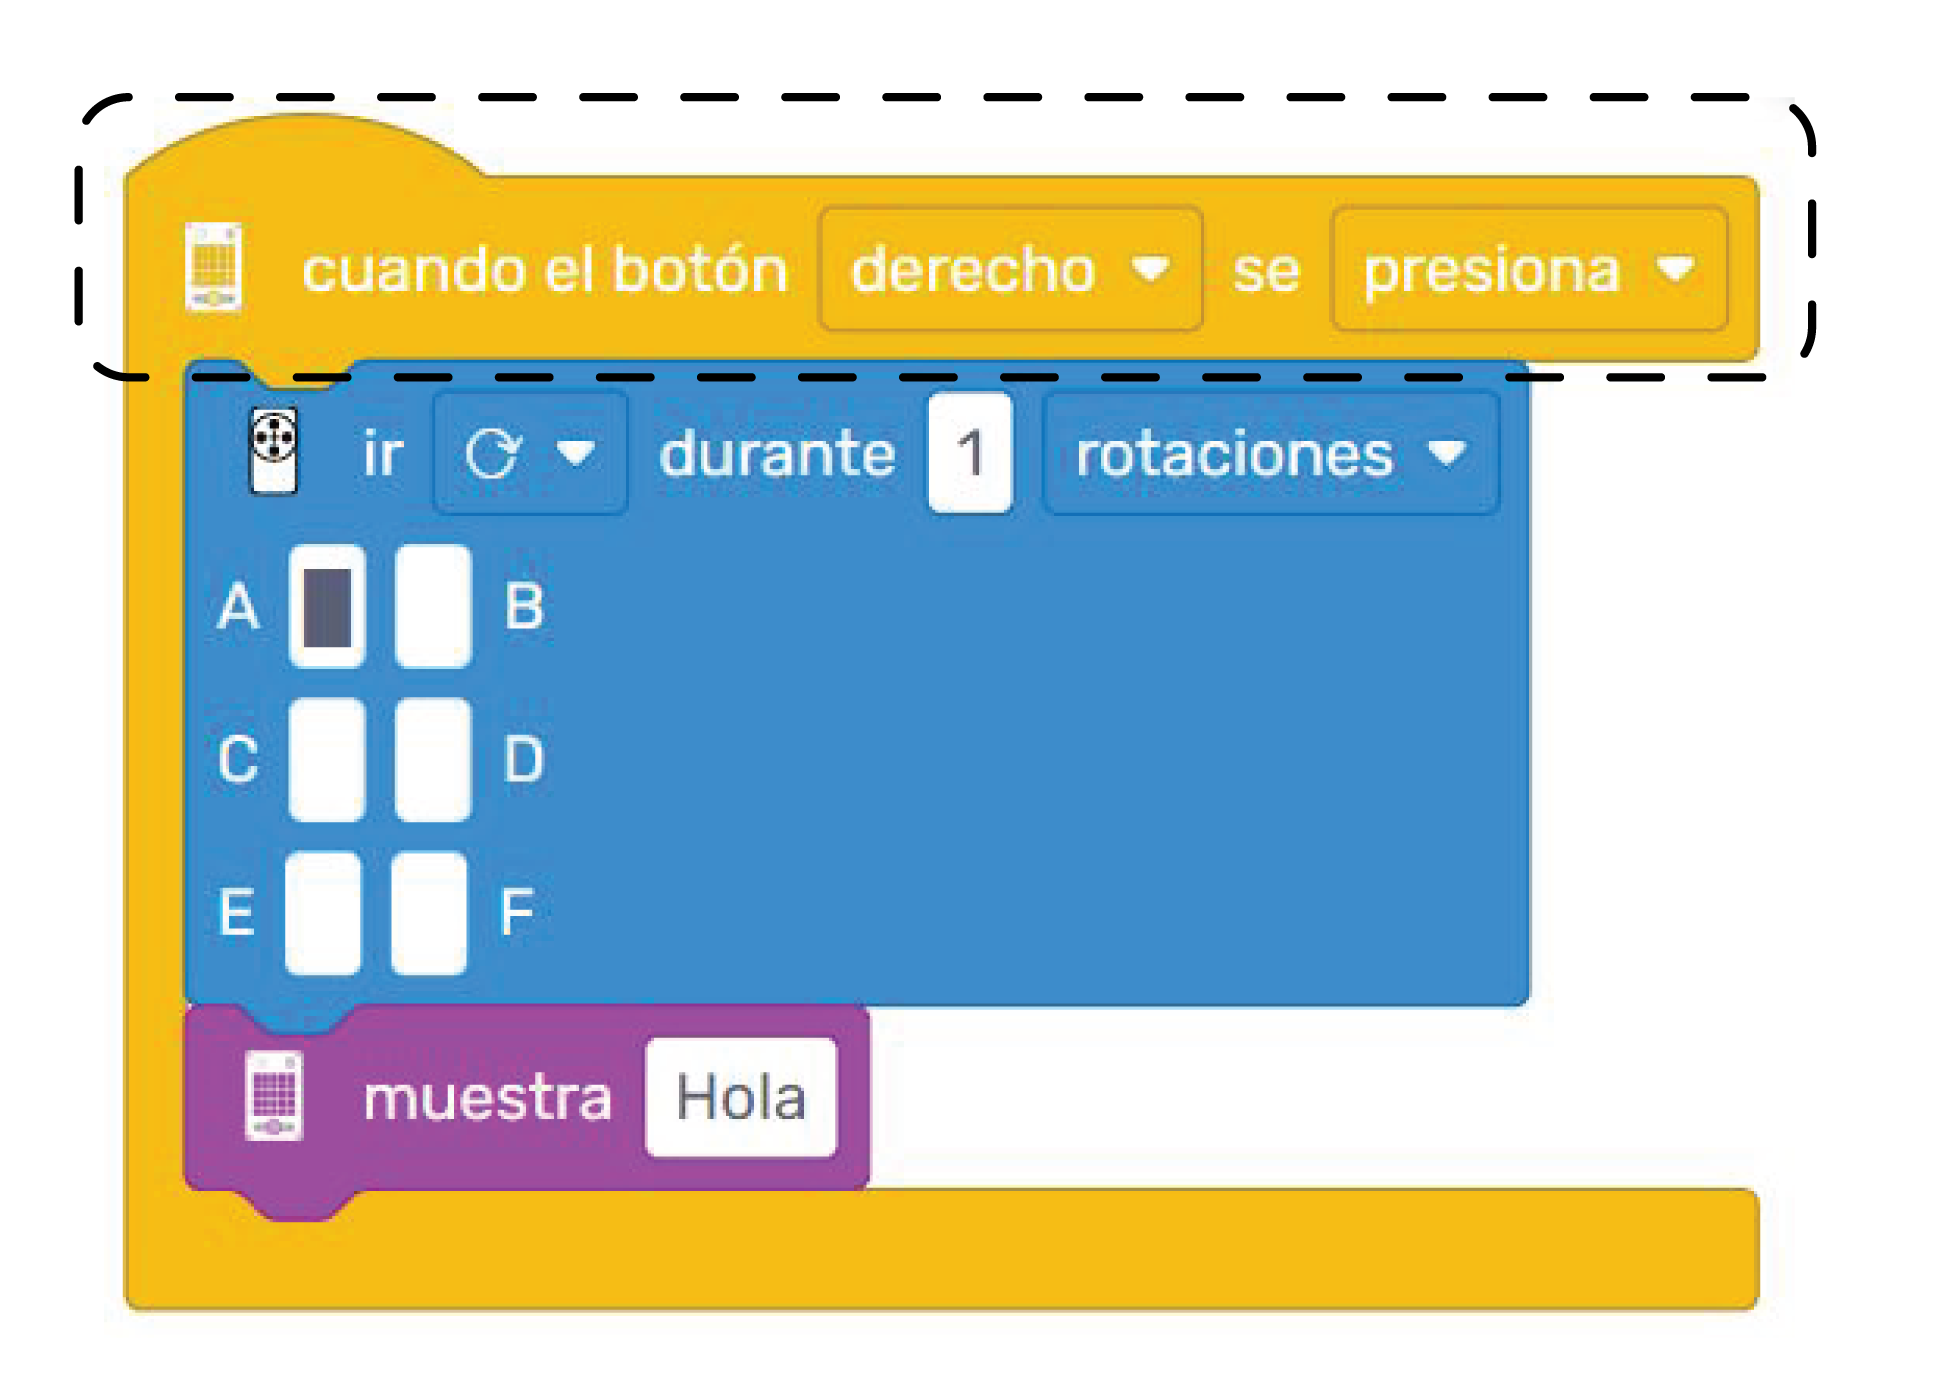 cuando el botón derecho se presiona
ir durante 1 rotaciones
A B
C D
E F
muestra Hola